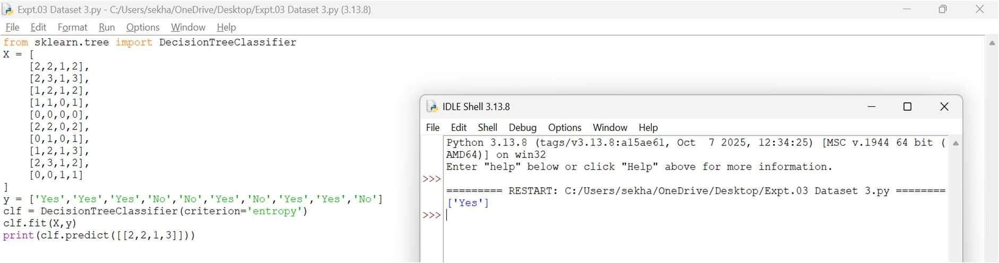 Expt.03 Dataset 3.py - C:/Users/sekha/OneDrive/Desktop/Expt.03 Dataset 3.py (3.13.8)
File Edit Format Run Options Window Help
from sklearn.tree import DecisionTreeClassifier
X = [
    [2,2,1,2],
    [2,3,1,3],
    [1,2,1,2],
    [1,1,0,1],
    [0,0,0,0],
    [2,2,0,2],
    [0,1,0,1],
    [1,2,1,3],
    [2,3,1,2],
    [0,0,1,1]
]
y = ['Yes','Yes','Yes','No','No','Yes','No','Yes','Yes','No']
clf = DecisionTreeClassifier(criterion='entropy')
clf.fit(X,y)
print(clf.predict([[2,2,1,3]]))
IDLE Shell 3.13.8
File Edit Shell Debug Options Window Help
Python 3.13.8 (tags/v3.13.8:a15ae61, Oct  7 2025, 12:34:25) [MSC v.1944 64 bit (
AMD64)] on win32
Enter "help" below or click "Help" above for more information.
>>>
========= RESTART: C:/Users/sekha/OneDrive/Desktop/Expt.03 Dataset 3.py ========
['Yes']
>>>